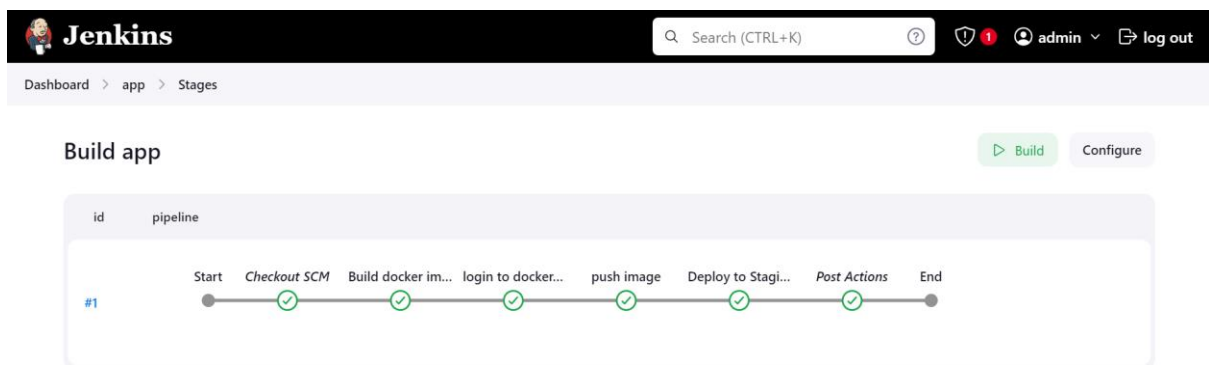 Jenkins
Search (CTRL+K)
1
admin
log out
Dashboard > app > Stages
Build app
Build
Configure
id pipeline
Start Checkout SCM Build docker im... login to docker... push image Deploy to Stagi... Post Actions End
#1